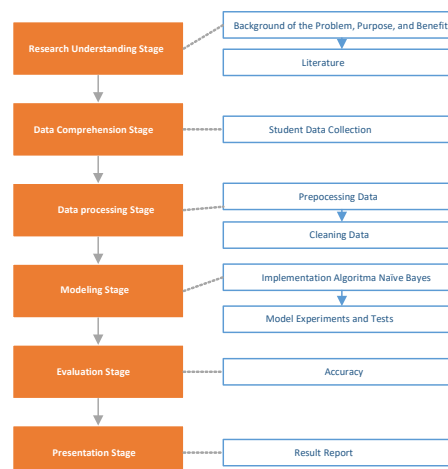 Background of the Problem, Purpose, and Benefit
Research Understanding Stage
Literature
Data Comprehension Stage
Student Data Collection
Prepocessing Data
Data processing Stage
Cleaning Data
Implementation Algoritma Naïve Bayes
Modeling Stage
Model Experiments and Tests
Evaluation Stage
Accuracy
Presentation Stage
Result Report